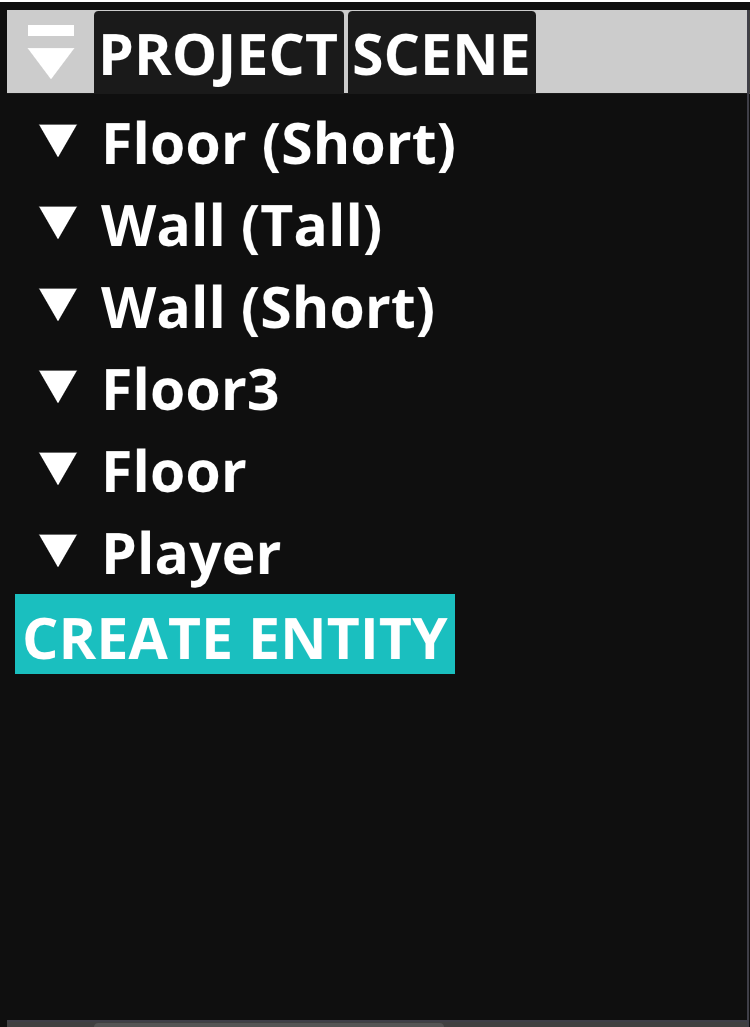 PROJECT SCENE
Floor (Short)
Wall (Tall)
Wall (Short)
Floor3
Floor
Player
CREATE ENTITY